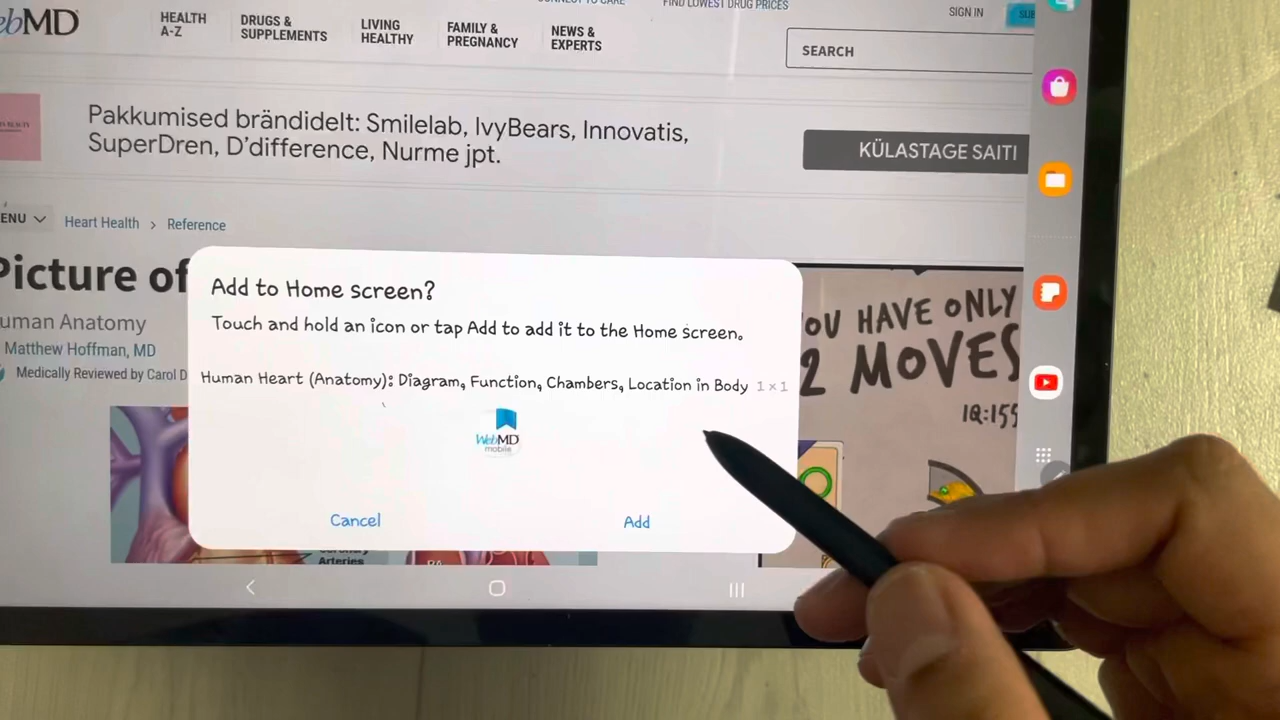 FIND LOWEST DRUG PRICES
SIGN IN
WebMD
HEALTH
A-Z
DRUGS &
SUPPLEMENTS
LIVING
HEALTHY
FAMILY &
PREGNANCY
NEWS &
EXPERTS
SEARCH
Pakkumised brändidelt: Smilelab, IvyBears, Innovatis,
SuperDren, D'difference, Nurme jpt.
KÜLASTAGE SAITI
ENU
Heart Health > Reference
Picture of
uman Anatomy
Matthew Hoffman, MD
Medically Reviewed by Carol D
Add to Home screen?
Touch and hold an icon or tap Add to add it to the Home screen.
Human Heart (Anatomy): Diagram, Function, Chambers, Location in Body 1 × 1
WebMD
mobile
Cancel
Add
OU HAVE ONLY
2 MOVES
IQ:155
Arteries
RA